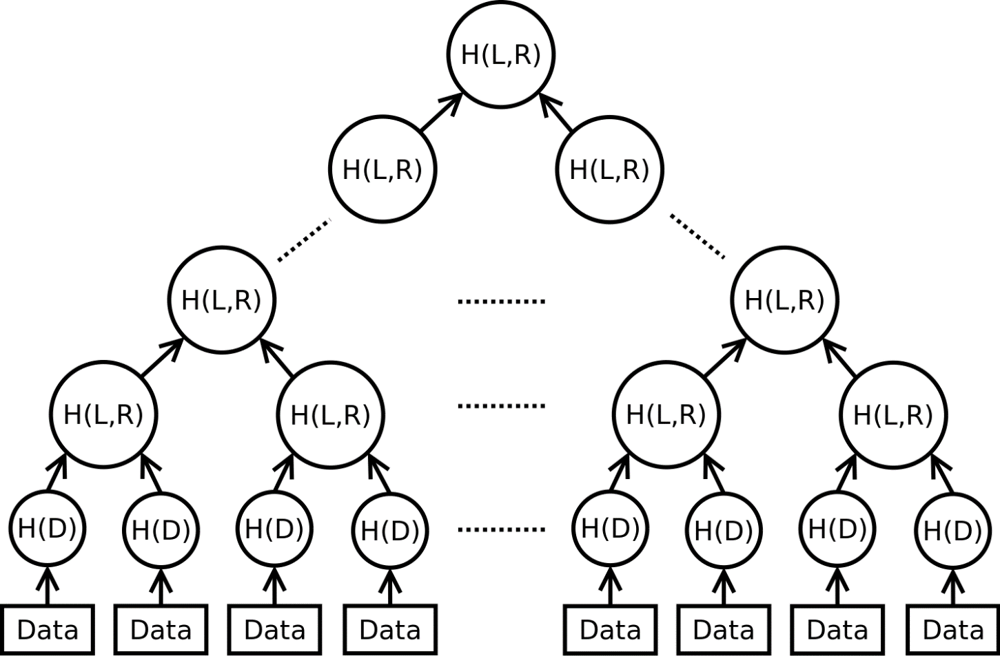 H(L,R)
H(L,R) H(L,R)
H(L,R) H(L,R)
H(L,R) H(L,R) H(L,R) H(L,R)
H(D) H(D) H(D) H(D) H(D) H(D) H(D) H(D)
Data Data Data Data Data Data Data Data